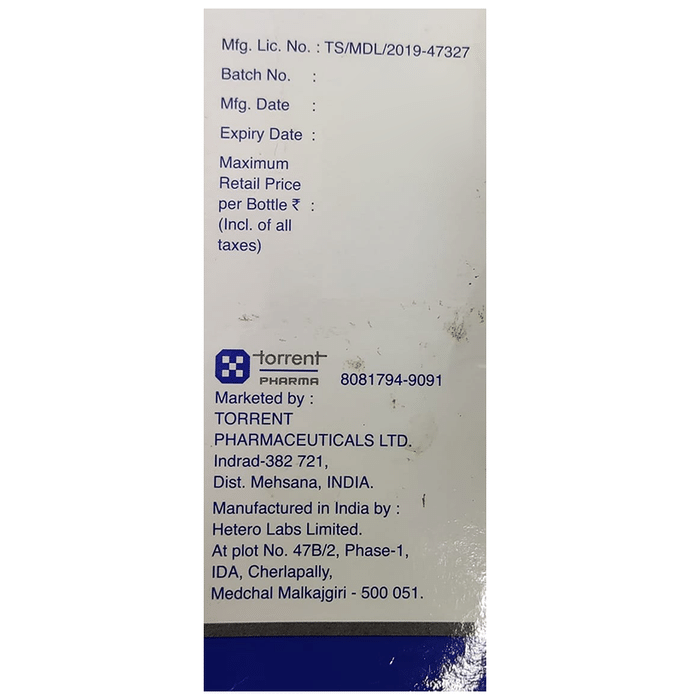 Mfg. Lic. No. : TS/MDL/2019-47327
Batch No. :
Mfg. Date :
Expiry Date :
Maximum
Retail Price
per Bottle ₹ :
(Incl. of all
taxes)
torrent
PHARMA 8081794-9091
Marketed by :
TORRENT
PHARMACEUTICALS LTD.
Indrad-382 721,
Dist. Mehsana, INDIA.
Manufactured in India by :
Hetero Labs Limited.
At plot No. 47B/2, Phase-1,
IDA, Cherlapally,
Medchal Malkajgiri - 500 051.